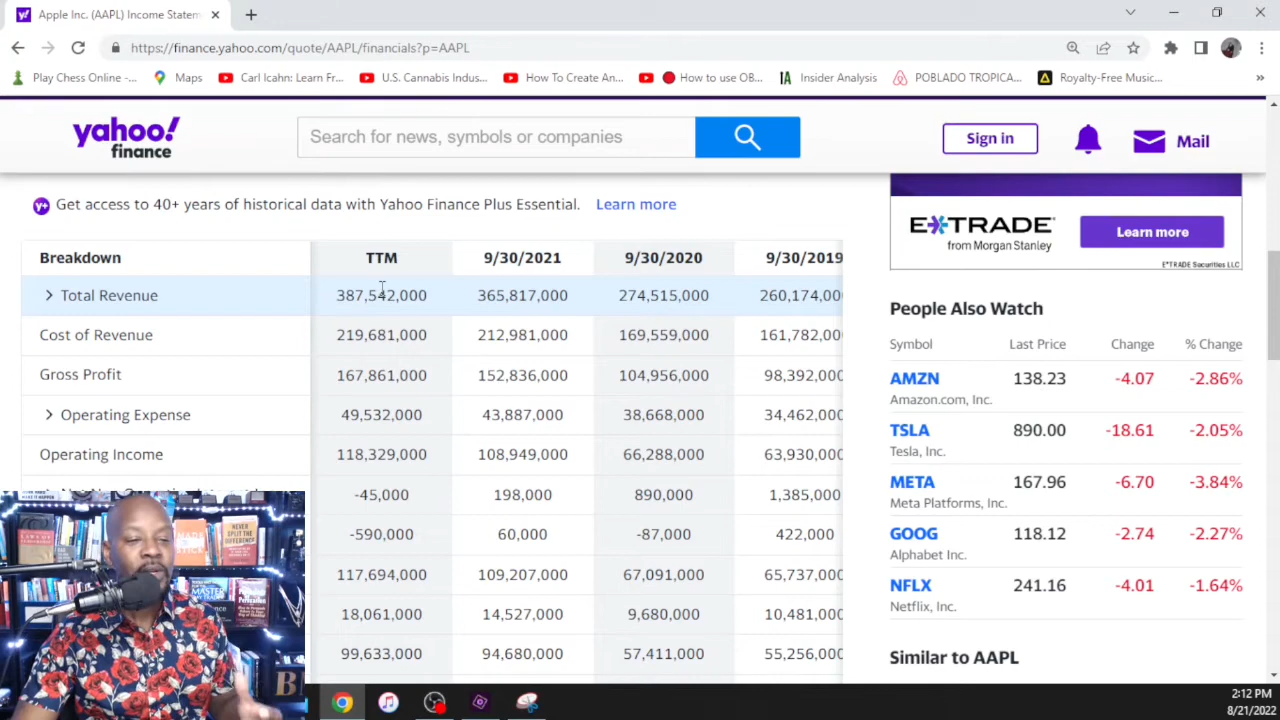 Apple Inc. (AAPL) Income Statem
https://finance.yahoo.com/quote/AAPL/financials?p=AAPL
Play Chess Online -... Maps Carl Icahn: Learn Fr... U.S. Cannabis Indus... How To Create An... How to use OB... IA Insider Analysis POBLADO TROPICA... Royalty-Free Music... »
yahoo! finance
Search for news, symbols or companies
Sign in
Mail
y+ Get access to 40+ years of historical data with Yahoo Finance Plus Essential. Learn more
E*TRADE from Morgan Stanley
Learn more
E*TRADE Securities LLC
Breakdown TTM 9/30/2021 9/30/2020 9/30/2019
Total Revenue 387,542,000 365,817,000 274,515,000 260,174,00
Cost of Revenue 219,681,000 212,981,000 169,559,000 161,782,00
Gross Profit 167,861,000 152,836,000 104,956,000 98,392,000
Operating Expense 49,532,000 43,887,000 38,668,000 34,462,000
Operating Income 118,329,000 108,949,000 66,288,000 63,930,000
-45,000 198,000 890,000 1,385,000
-590,000 60,000 -87,000 422,000
117,694,000 109,207,000 67,091,000 65,737,000
18,061,000 14,527,000 9,680,000 10,481,000
99,633,000 94,680,000 57,411,000 55,256,000
People Also Watch
Symbol Last Price Change % Change
AMZN 138.23 -4.07 -2.86%
Amazon.com, Inc.
TSLA 890.00 -18.61 -2.05%
Tesla, Inc.
META 167.96 -6.70 -3.84%
Meta Platforms, Inc.
GOOG 118.12 -2.74 -2.27%
Alphabet Inc.
NFLX 241.16 -4.01 -1.64%
Netflix, Inc.
Similar to AAPL
NEVER SPLIT THE DIFFERENCE
B
2:12 PM
8/21/2022